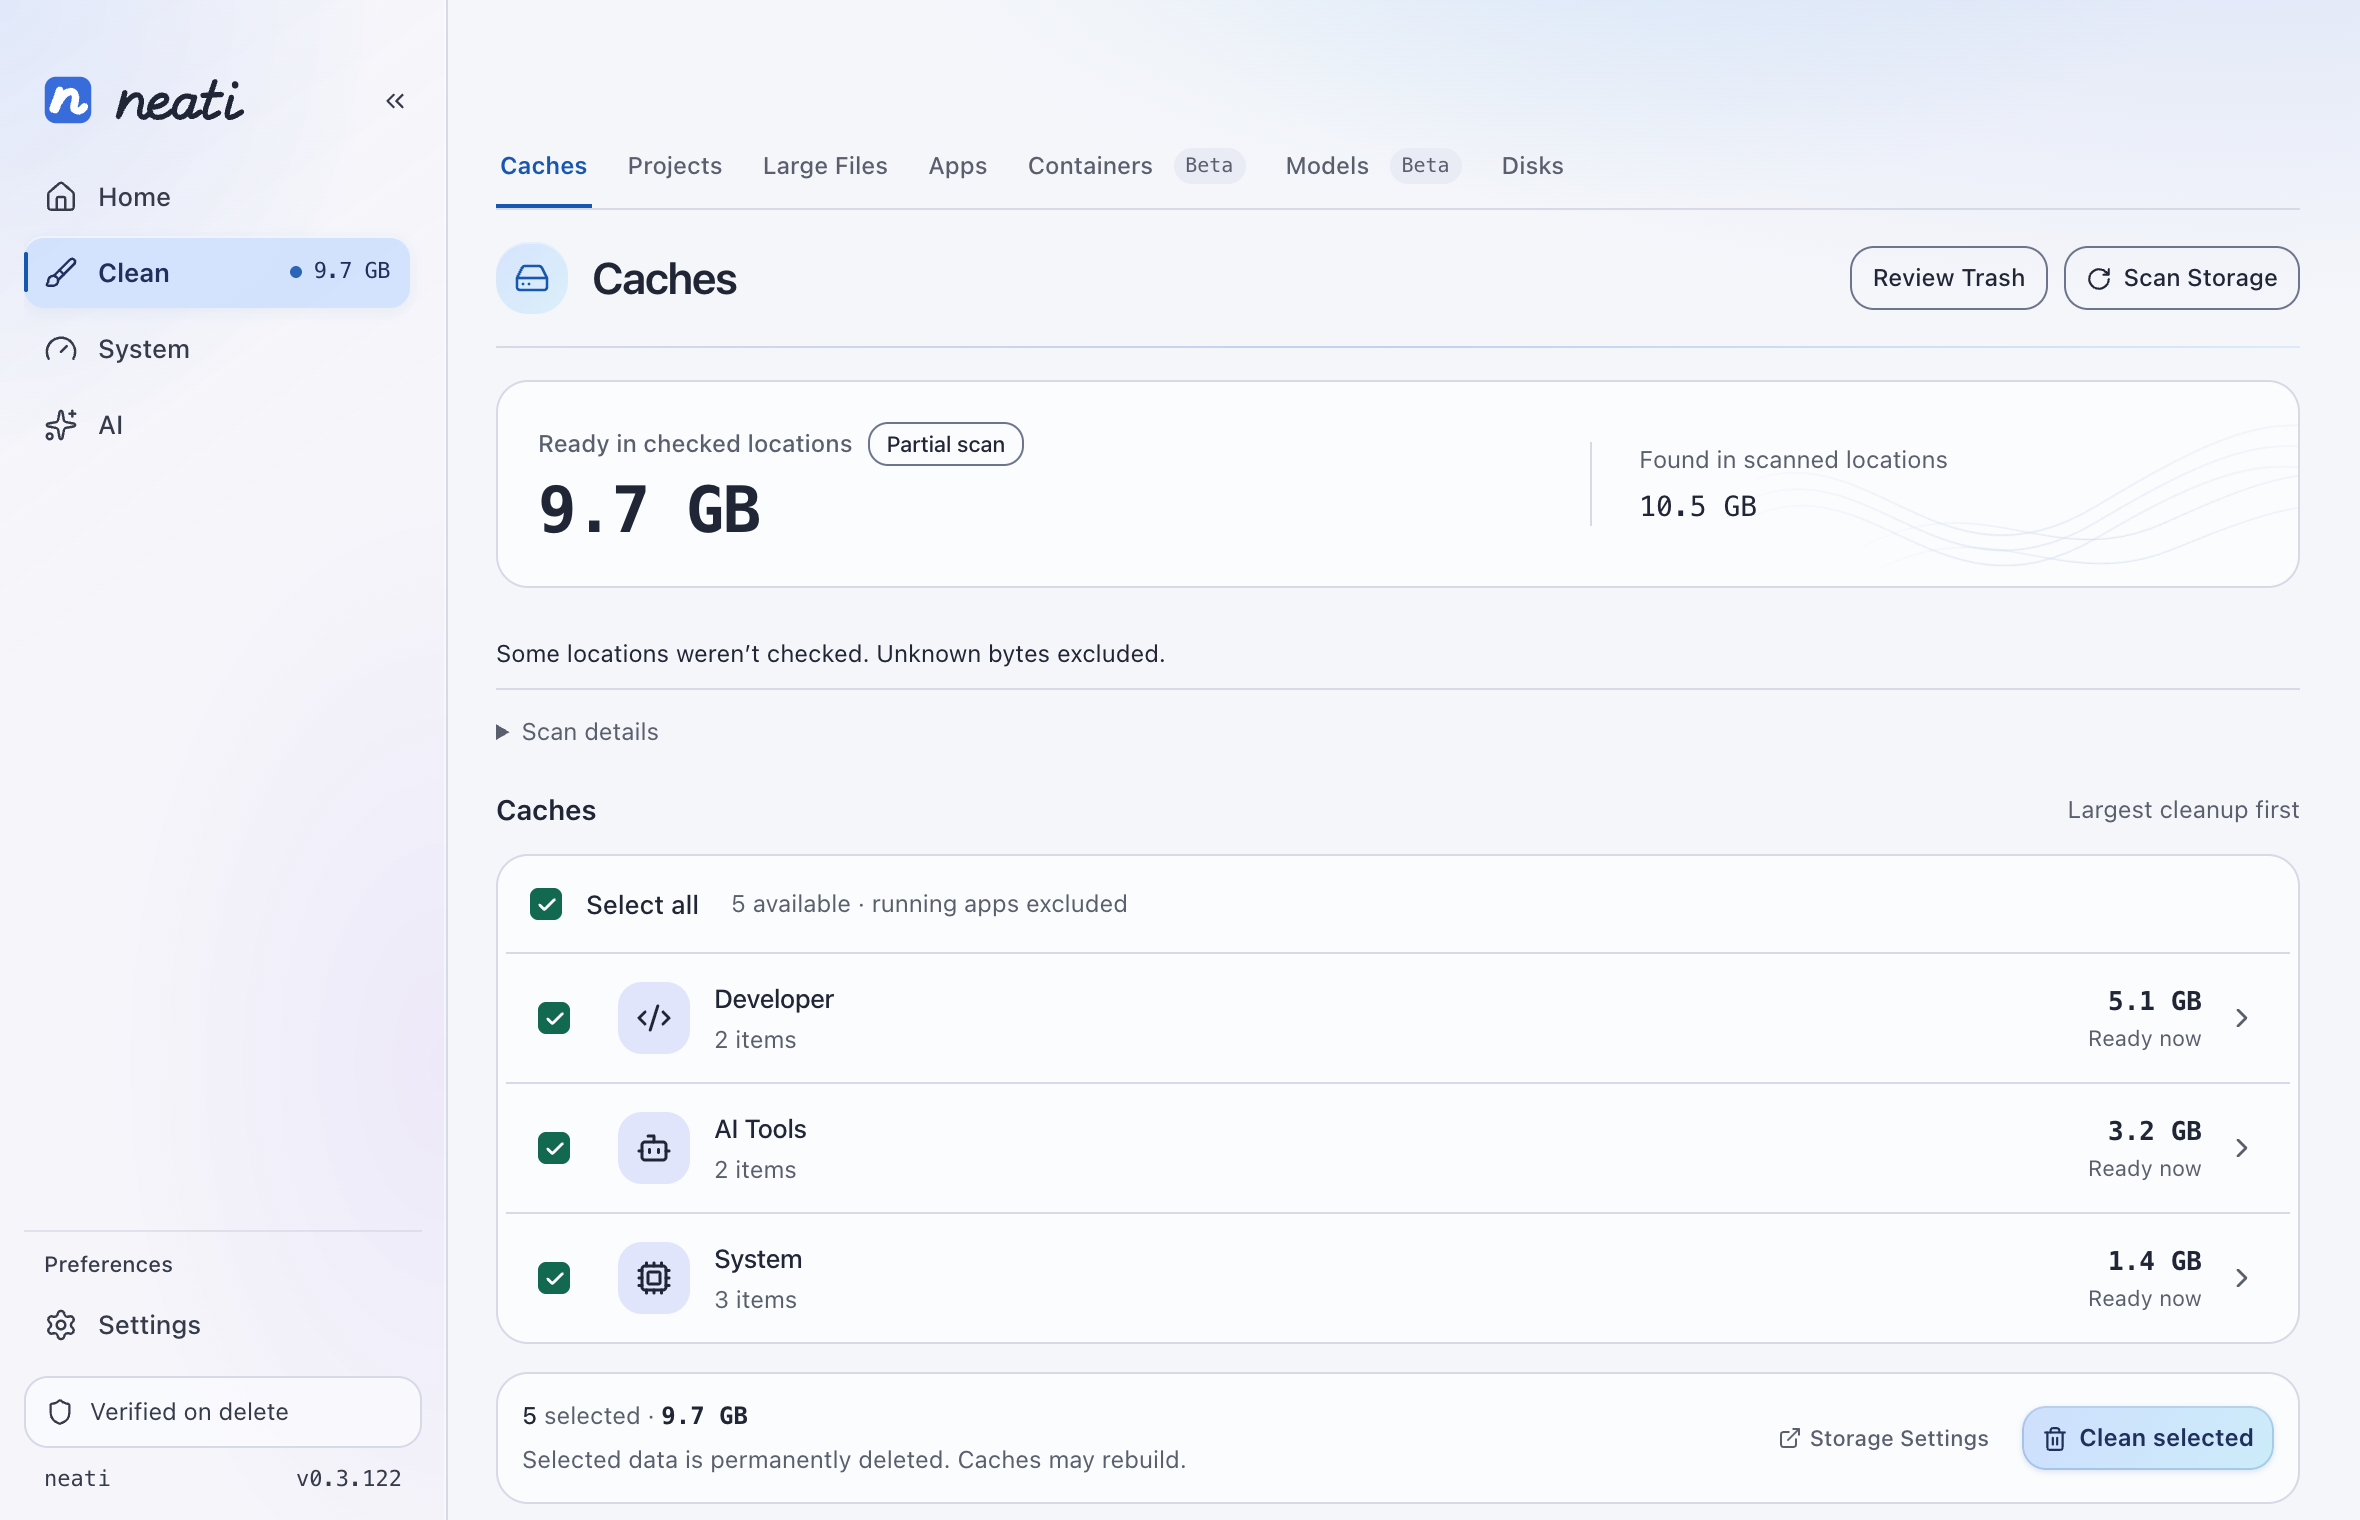 neati
Home
Clean
9.7 GB
System
AI
Preferences
Settings
Verified on delete
neati
v0.3.122
Caches
Projects
Large Files
Apps
Containers
Beta
Models
Beta
Disks
Caches
Review Trash
Scan Storage
Ready in checked locations
Partial scan
9.7 GB
Found in scanned locations
10.5 GB
Some locations weren’t checked. Unknown bytes excluded.
Scan details
Caches
Largest cleanup first
Select all
5 available · running apps excluded
Developer
2 items
5.1 GB
Ready now
AI Tools
2 items
3.2 GB
Ready now
System
3 items
1.4 GB
Ready now
5 selected · 9.7 GB
Selected data is permanently deleted. Caches may rebuild.
Storage Settings
Clean selected